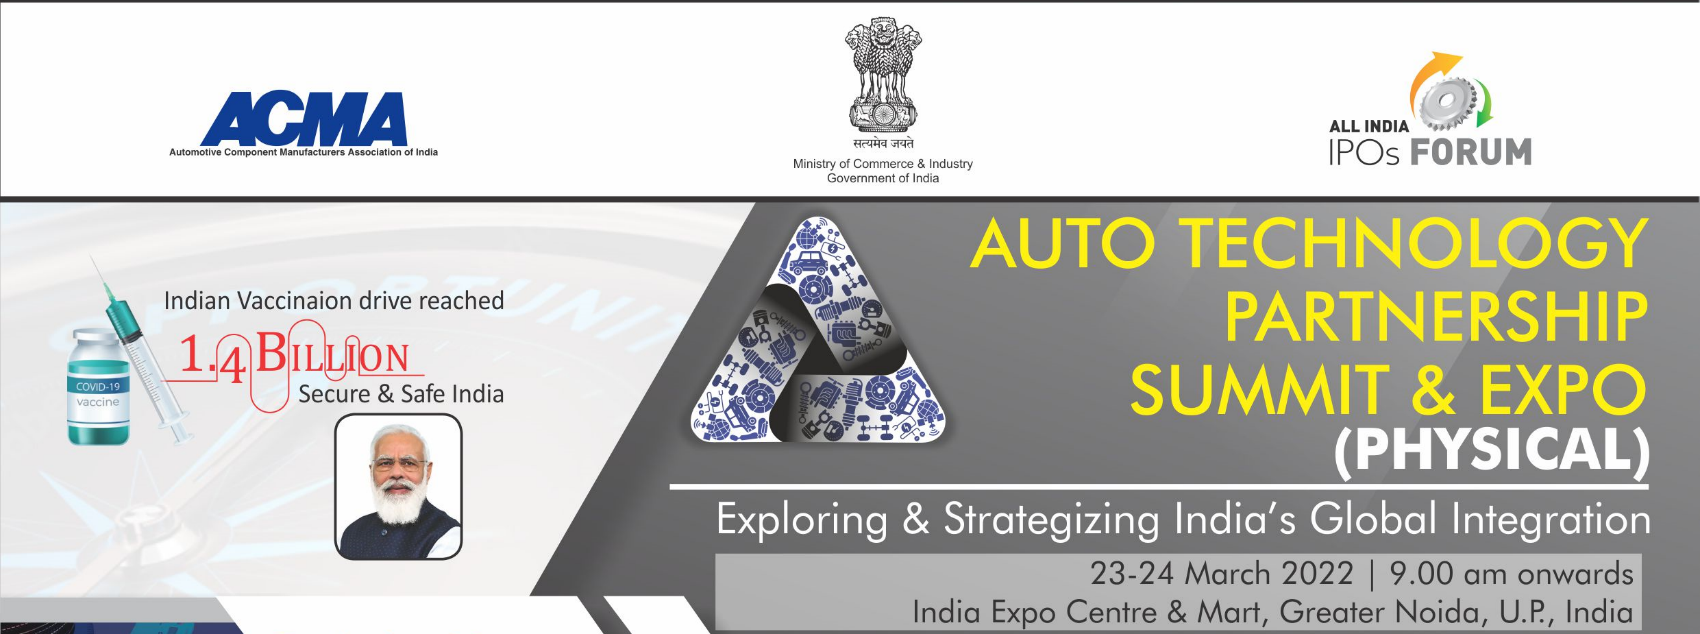 ACMA
Automotive Component Manufacturers Association of India
सत्यमेव जयते
Ministry of Commerce & Industry
Government of India
ALL INDIA
IPOs FORUM
OPPORTUNITY
Indian Vaccinaion drive reached
1.4 BILLION
Secure & Safe India
COVID-19
vaccine
AUTO TECHNOLOGY
PARTNERSHIP
SUMMIT & EXPO
(PHYSICAL)
Exploring & Strategizing India's Global Integration
23-24 March 2022 | 9.00 am onwards
India Expo Centre & Mart, Greater Noida, U.P., India